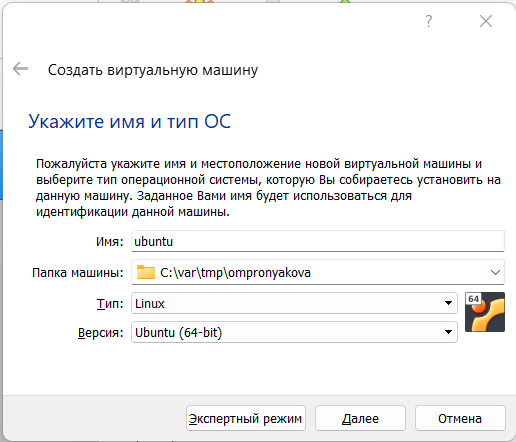 ?
Создать виртуальную машину
Укажите имя и тип ОС
Пожалуйста укажите имя и местоположение новой виртуальной машины и
выберите тип операционной системы, которую Вы собираетесь установить на
данную машину. Заданное Вами имя будет использоваться для
идентификации данной машины.
Имя: ubuntu
Папка машины: C:\var\tmp\ompronyakova
Тип: Linux 64
Версия: Ubuntu (64-bit)
Экспертный режим Далее Отмена